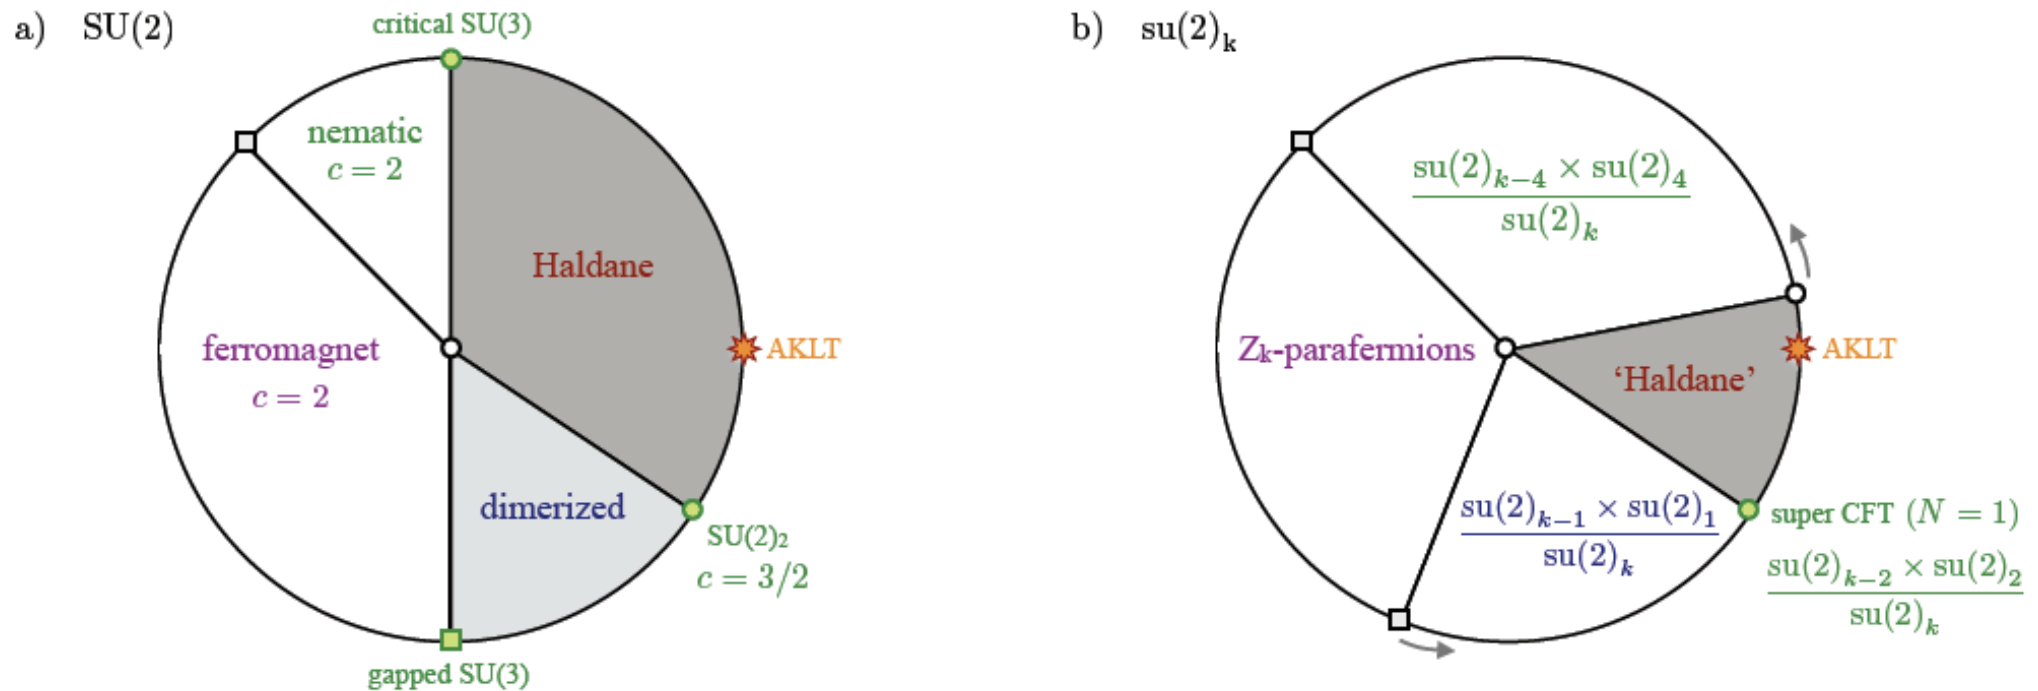 a) SU(2)
critical SU(3)
nematic
c = 2
Haldane
ferromagnet
c = 2
AKLT
dimerized
SU(2)₂
c = 3/2
gapped SU(3)
b) su(2)ₖ
su(2)ₖ₋₄ × su(2)₄
su(2)ₖ
Zₖ-parafermions
'Haldane'
AKLT
su(2)ₖ₋₁ × su(2)₁
su(2)ₖ
super CFT (N = 1)
su(2)ₖ₋₂ × su(2)₂
su(2)ₖ